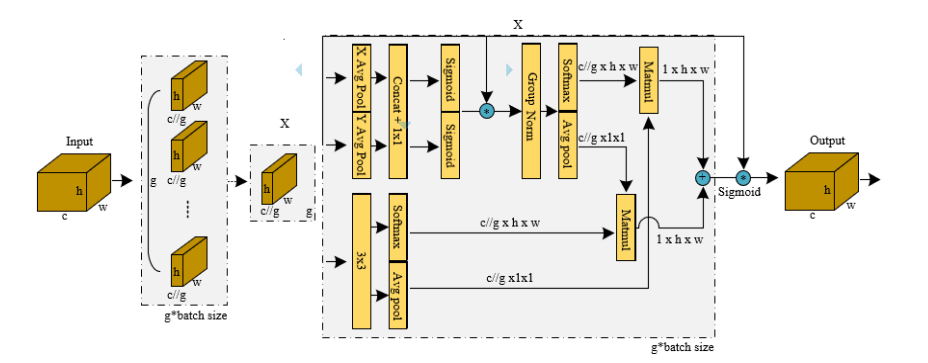 X
Input
h
w
c
g
h
w
c//g
h
w
c//g
h
w
c//g
g*batch size
X
h
w
c//g
g
X Avg Pool
Y Avg Pool
Concat + 1x1
Sigmoid
Sigmoid
*
Group Norm
Softmax
Avg pool
c//g x h x w
c//g x1x1
Matmul
1 x h x w
3x3
Softmax
Avg pool
c//g x h x w
c//g x1x1
Matmul
1 x h x w
+
*
Sigmoid
g*batch size
Output
h
w
c